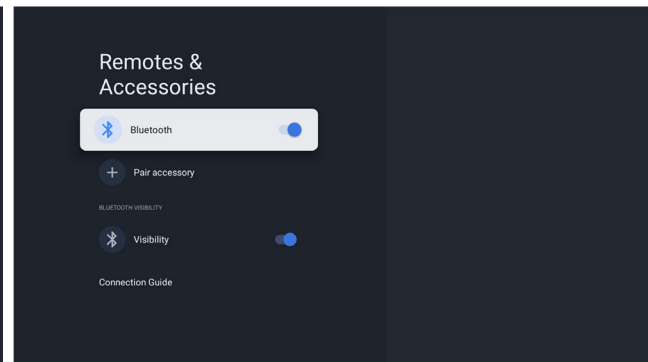 Remotes &
Accessories
Bluetooth
Pair accessory
BLUETOOTH VISIBILITY
Visibility
Connection Guide